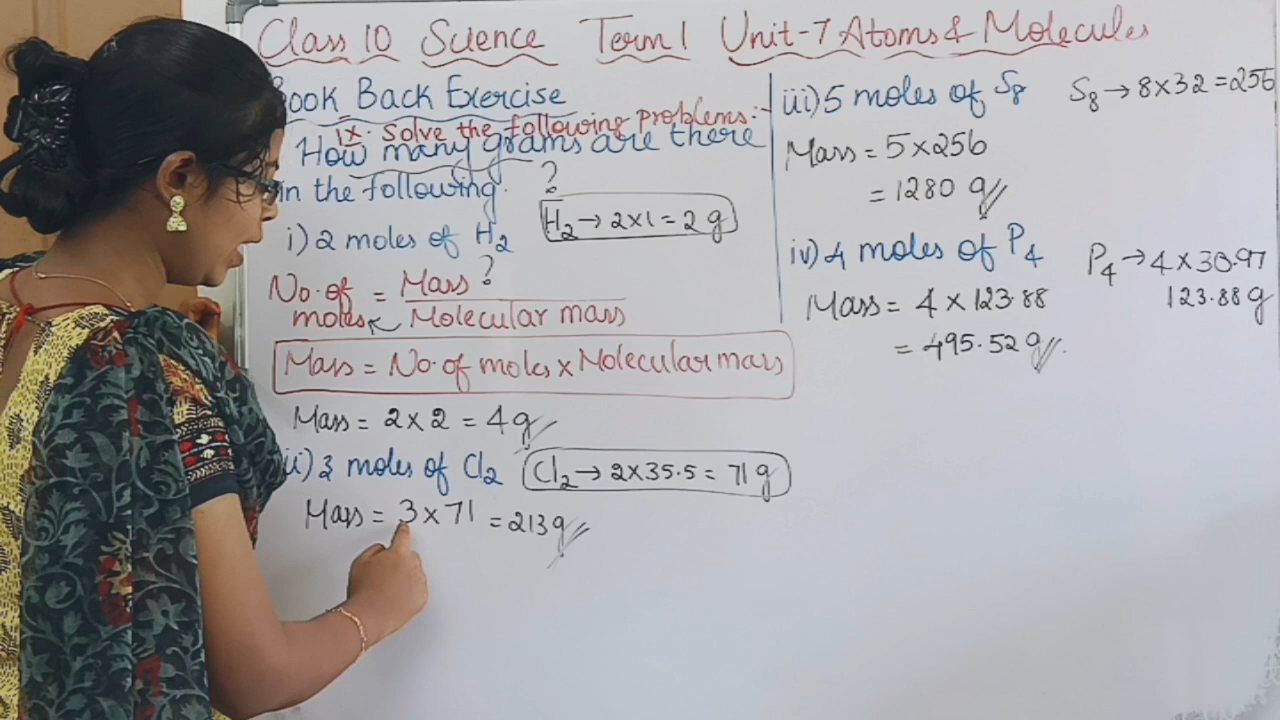 Class 10 Science Term 1 Unit-7 Atoms & Molecules
Book Back Exercise
IX. Solve the following problems:-
How many grams are there
in the following. ?
i) 2 moles of H2
H2 → 2×1 = 2 g
No. of moles = Mass ? / Molecular mass
Mass = No. of moles × Molecular mass
Mass = 2 × 2 = 4 g
ii) 3 moles of Cl2
Cl2 → 2×35.5 = 71 g
Mass = 3 × 71 = 213 g
iii) 5 moles of S8
S8 → 8×32 = 256
Mass = 5×256
= 1280 g
iv) 4 moles of P4
P4 → 4×30.97
123.88 g
Mass = 4 × 123.88
= 495.52 g.